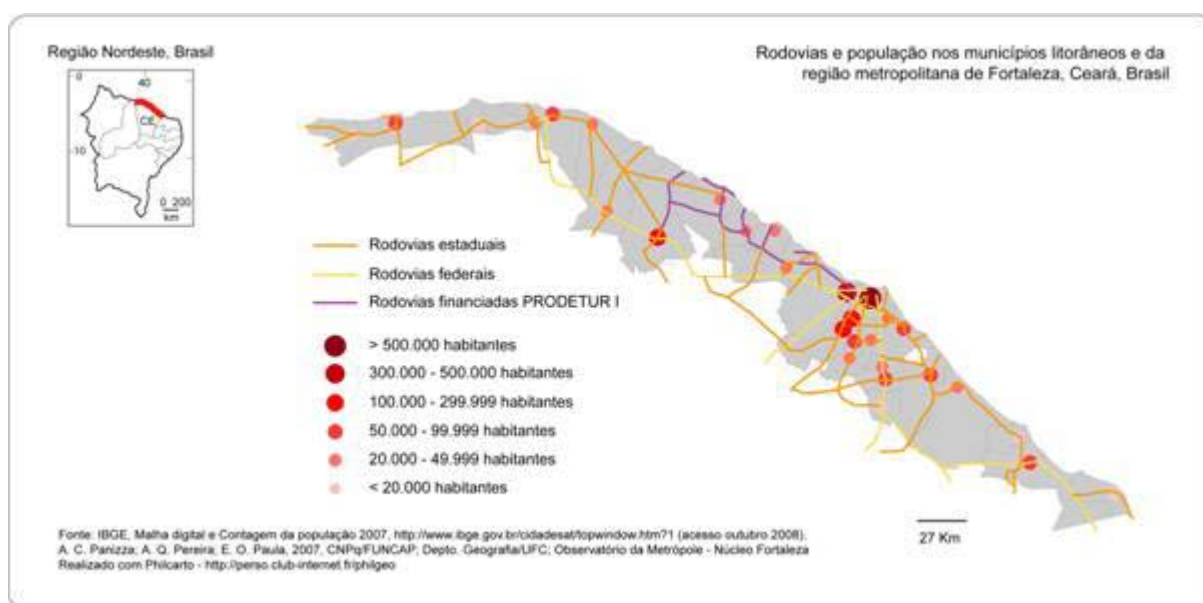 Região Nordeste, Brasil
Rodovias e população nos municípios litorâneos e da
região metropolitana de Fortaleza, Ceará, Brasil
0
40
CE
10
0 200
km
Rodovias estaduais
Rodovias federais
Rodovias financiadas PRODETUR I
> 500.000 habitantes
300.000 - 500.000 habitantes
100.000 - 299.999 habitantes
50.000 - 99.999 habitantes
20.000 - 49.999 habitantes
< 20.000 habitantes
27 Km
Fonte: IBGE, Malha digital e Contagem da população 2007, http://www.ibge.gov.br/cidadesat/topwindow.htm?1 (acesso outubro 2008).
A. C. Panizza; A. Q. Pereira; E. O. Paula, 2007, CNPq/FUNCAP; Depto. Geografia/UFC; Observatório da Metrópole - Núcleo Fortaleza
Realizado com Philcarto - http://perso.club-internet.fr/philgeo